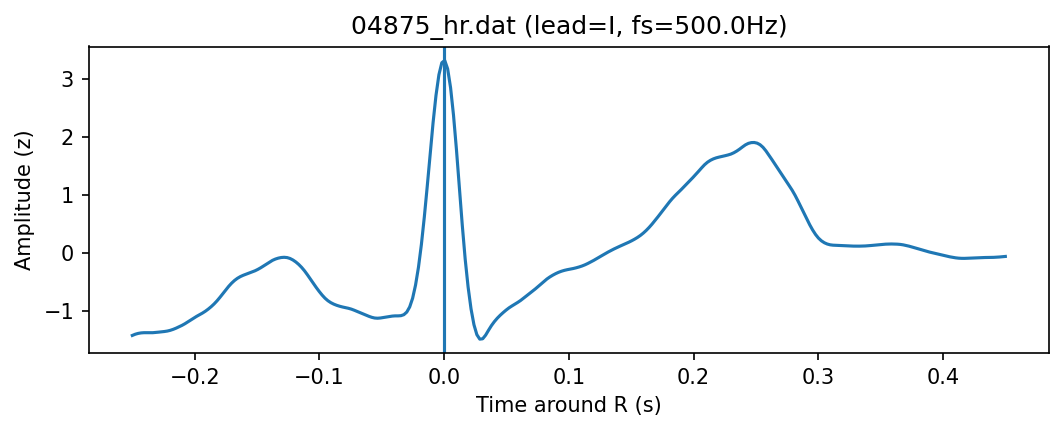 04875_hr.dat (lead=I, fs=500.0Hz)
Amplitude (z)
3
2
1
0
−1
−0.2 −0.1 0.0 0.1 0.2 0.3 0.4
Time around R (s)